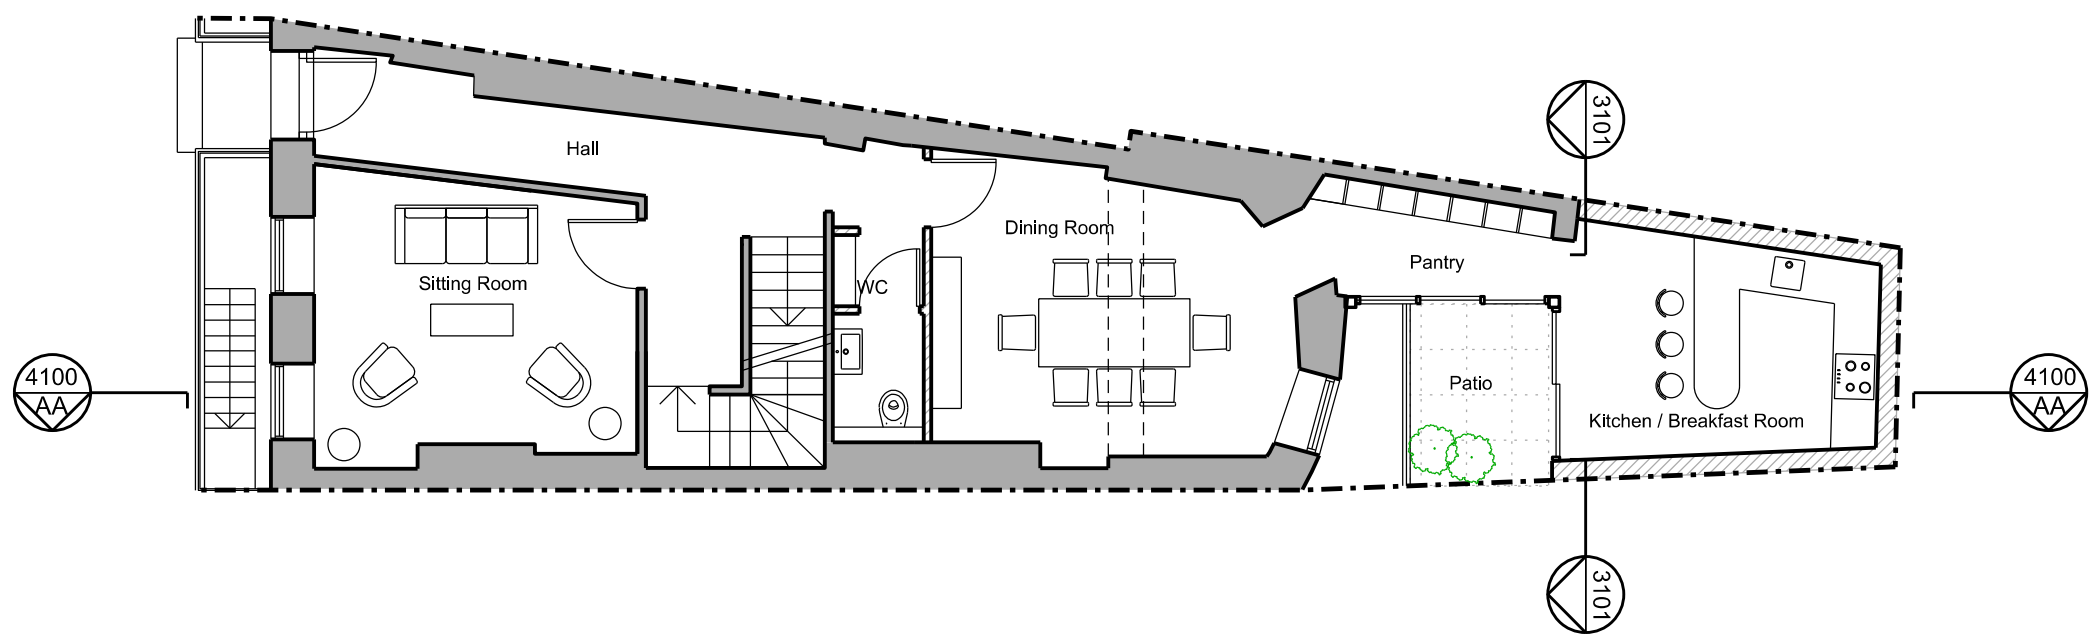 3101
Hall
Dining Room
Pantry
Sitting Room
WC
4100
AA
Patio
Kitchen / Breakfast Room
4100
AA
3101